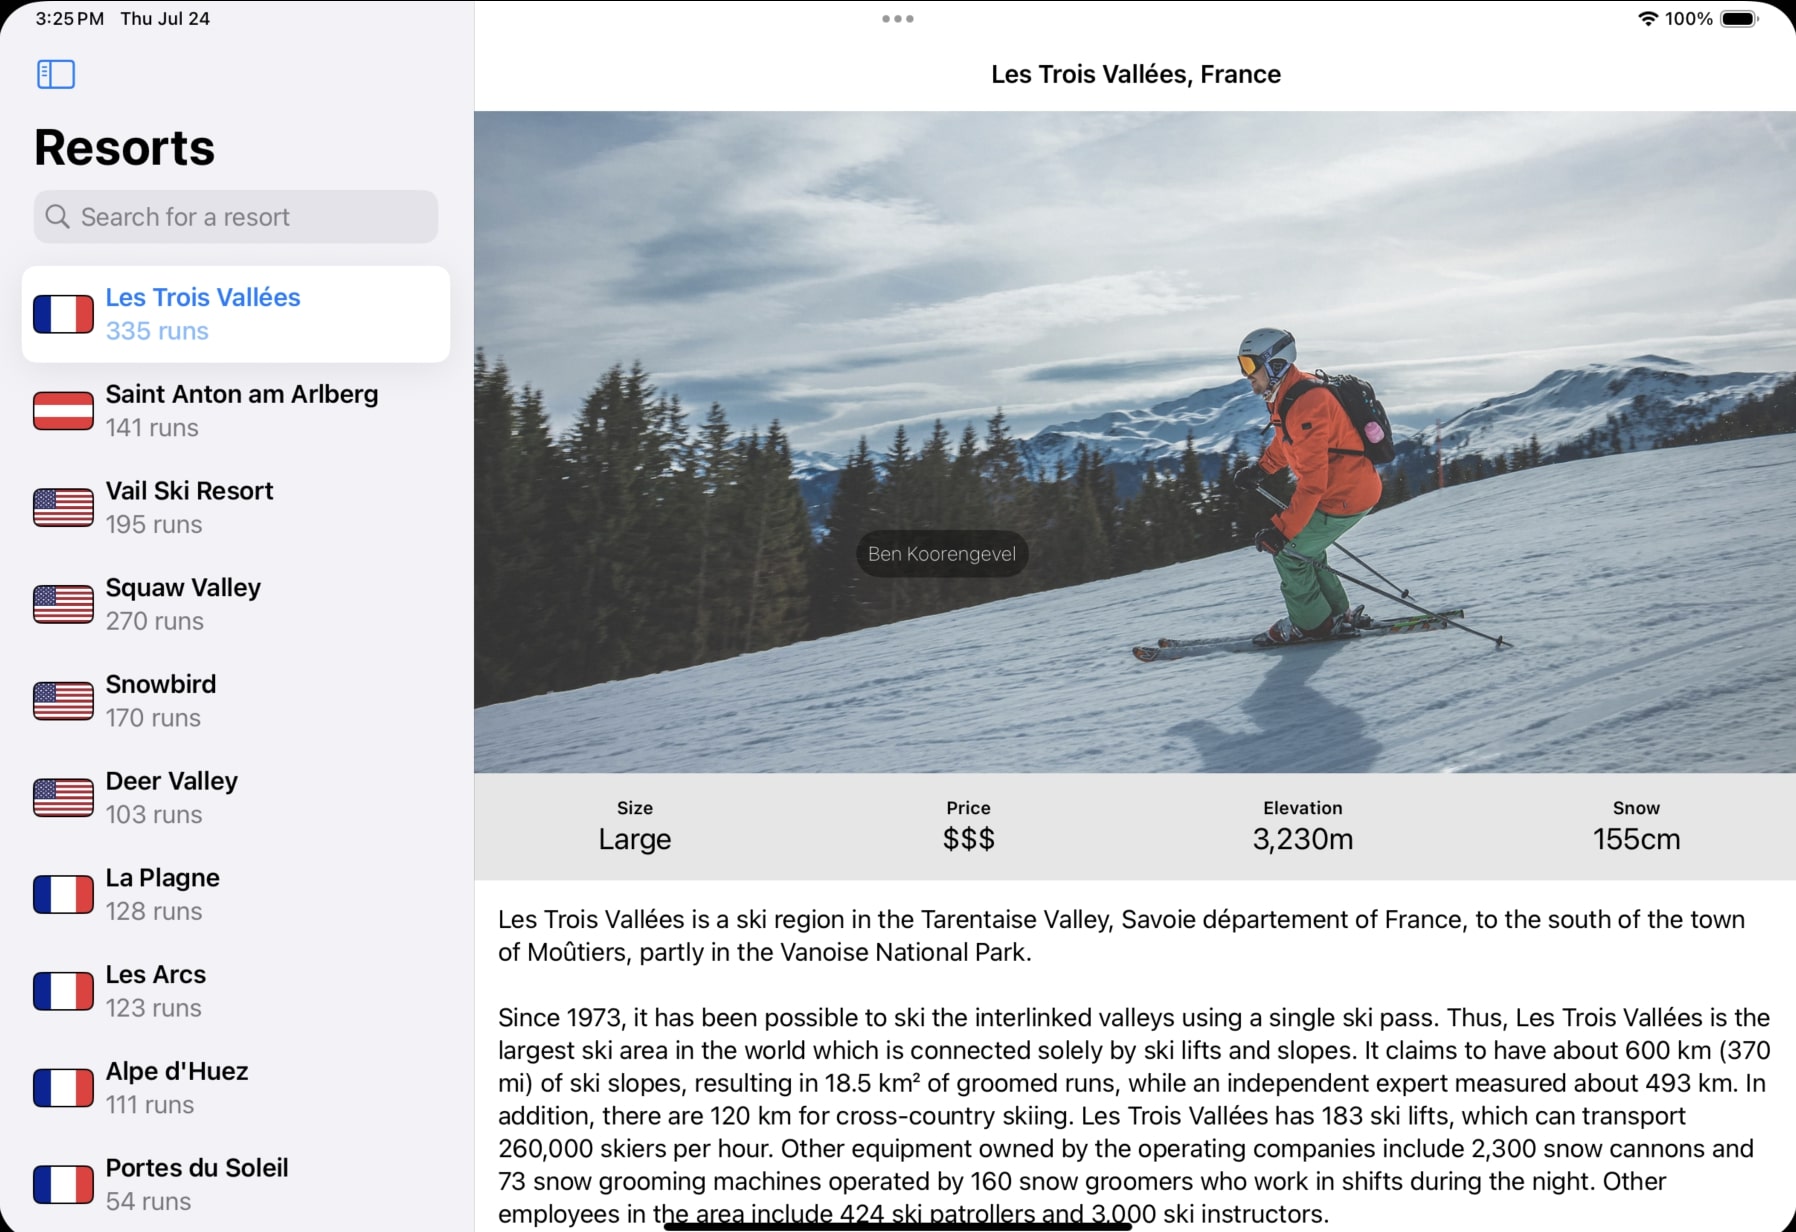 3:25 PM Thu Jul 24
100%
Resorts
Search for a resort
Les Trois Vallées
335 runs
Saint Anton am Arlberg
141 runs
Vail Ski Resort
195 runs
Squaw Valley
270 runs
Snowbird
170 runs
Deer Valley
103 runs
La Plagne
128 runs
Les Arcs
123 runs
Alpe d'Huez
111 runs
Portes du Soleil
54 runs
Les Trois Vallées, France
Ben Koorengevel
Size Price Elevation Snow
Large $$$ 3,230m 155cm
Les Trois Vallées is a ski region in the Tarentaise Valley, Savoie département of France, to the south of the town
of Moûtiers, partly in the Vanoise National Park.
Since 1973, it has been possible to ski the interlinked valleys using a single ski pass. Thus, Les Trois Vallées is the
largest ski area in the world which is connected solely by ski lifts and slopes. It claims to have about 600 km (370
mi) of ski slopes, resulting in 18.5 km² of groomed runs, while an independent expert measured about 493 km. In
addition, there are 120 km for cross-country skiing. Les Trois Vallées has 183 ski lifts, which can transport
260,000 skiers per hour. Other equipment owned by the operating companies include 2,300 snow cannons and
73 snow grooming machines operated by 160 snow groomers who work in shifts during the night. Other
employees in the area include 424 ski patrollers and 3,000 ski instructors.